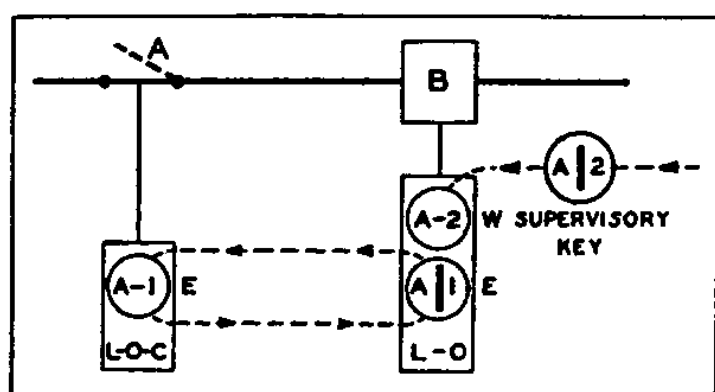 A
B
A 2
A-2 W SUPERVISORY
KEY
A-1 E
A 1 E
L-O-C
L-O